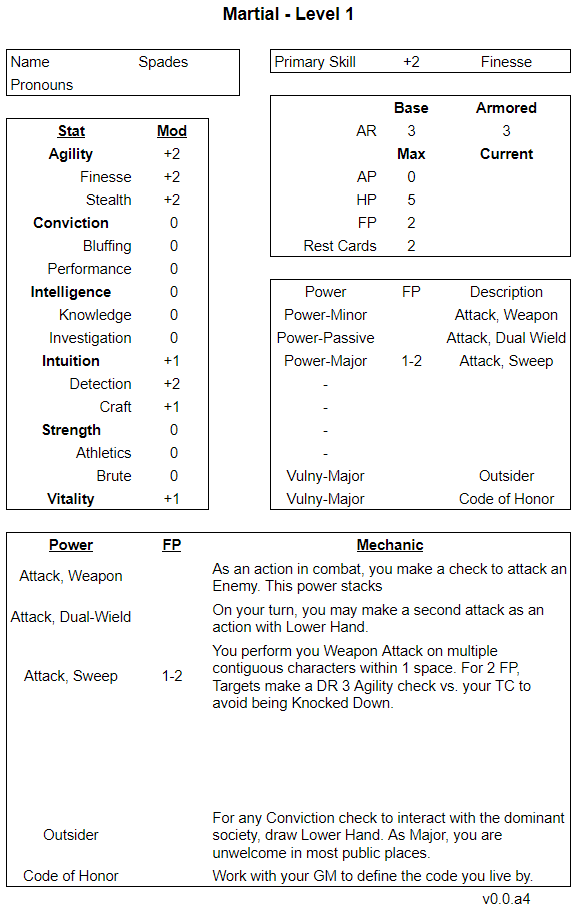 Martial - Level 1
Name Spades
Pronouns
Primary Skill +2 Finesse
Stat Mod
Agility +2
Finesse +2
Stealth +2
Conviction 0
Bluffing 0
Performance 0
Intelligence 0
Knowledge 0
Investigation 0
Intuition +1
Detection +2
Craft +1
Strength 0
Athletics 0
Brute 0
Vitality +1
Base Armored
AR 3 3
Max Current
AP 0
HP 5
FP 2
Rest Cards 2
Power FP Description
Power-Minor Attack, Weapon
Power-Passive Attack, Dual Wield
Power-Major 1-2 Attack, Sweep
-
-
-
-
Vulny-Major Outsider
Vulny-Major Code of Honor
Power FP Mechanic
Attack, Weapon
As an action in combat, you make a check to attack an
Enemy. This power stacks
Attack, Dual-Wield
On your turn, you may make a second attack as an
action with Lower Hand.
Attack, Sweep 1-2
You perform you Weapon Attack on multiple
contiguous characters within 1 space. For 2 FP,
Targets make a DR 3 Agility check vs. your TC to
avoid being Knocked Down.
Outsider
For any Conviction check to interact with the dominant
society, draw Lower Hand. As Major, you are
unwelcome in most public places.
Code of Honor Work with your GM to define the code you live by.
v0.0.a4